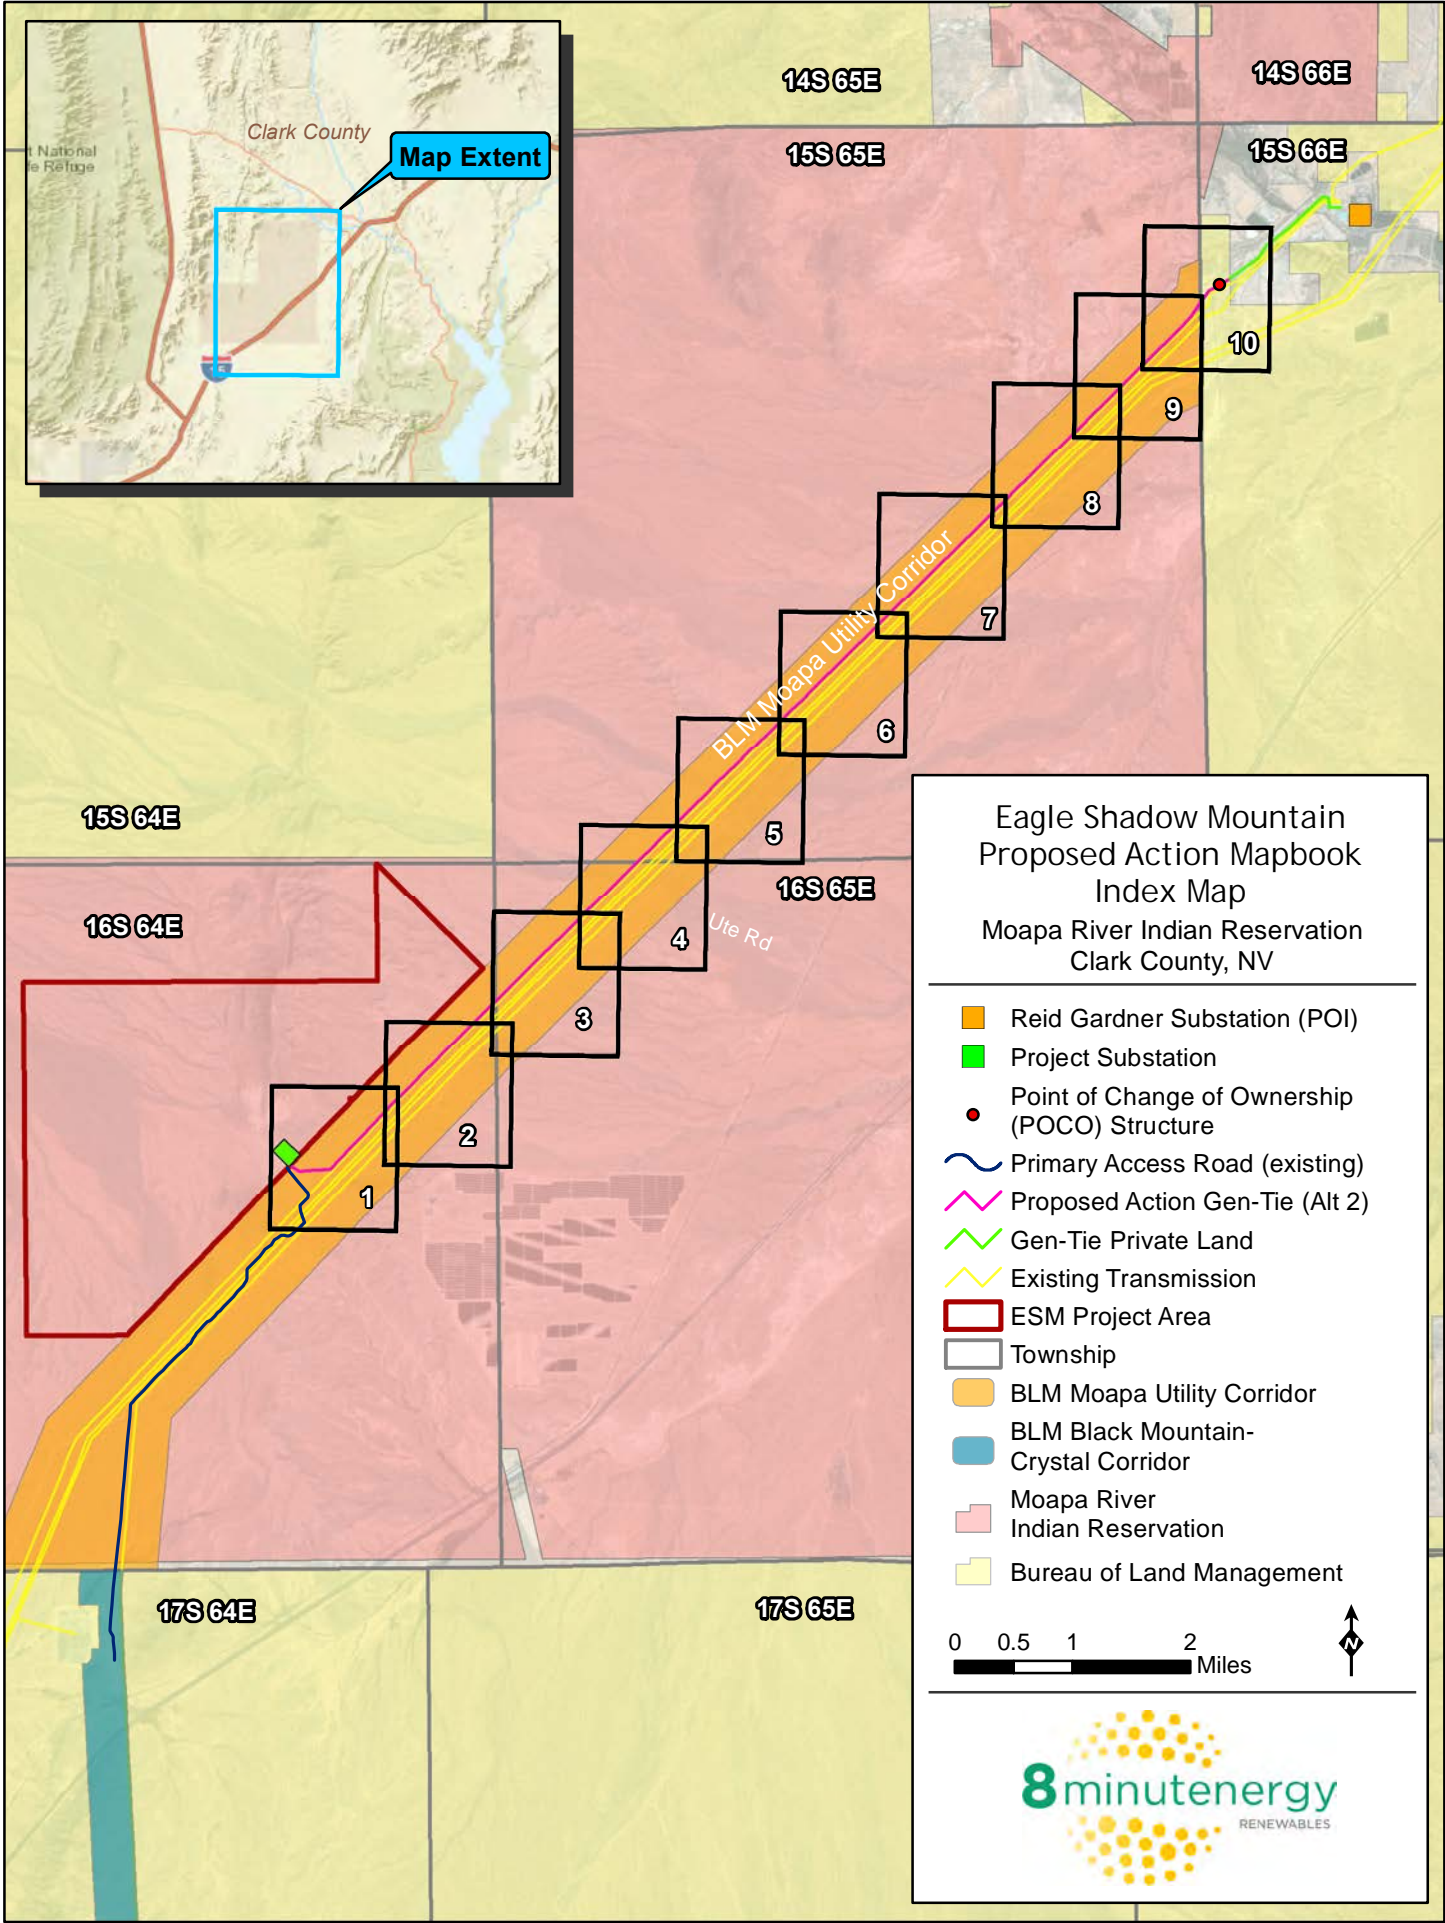 Clark County
t National
fe Refuge
Map Extent
14S 65E
14S 66E
15S 65E
15S 66E
10
9
8
7
BLM Moapa Utility Corridor
6
5
15S 64E
16S 65E
16S 64E
4
Ute Rd
3
2
1
17S 64E
17S 65E
Eagle Shadow Mountain
Proposed Action Mapbook
Index Map
Moapa River Indian Reservation
Clark County, NV
Reid Gardner Substation (POI)
Project Substation
Point of Change of Ownership
(POCO) Structure
Primary Access Road (existing)
Proposed Action Gen-Tie (Alt 2)
Gen-Tie Private Land
Existing Transmission
ESM Project Area
Township
BLM Moapa Utility Corridor
BLM Black Mountain-
Crystal Corridor
Moapa River
Indian Reservation
Bureau of Land Management
0 0.5 1 2
Miles
N
8minutenergy
RENEWABLES